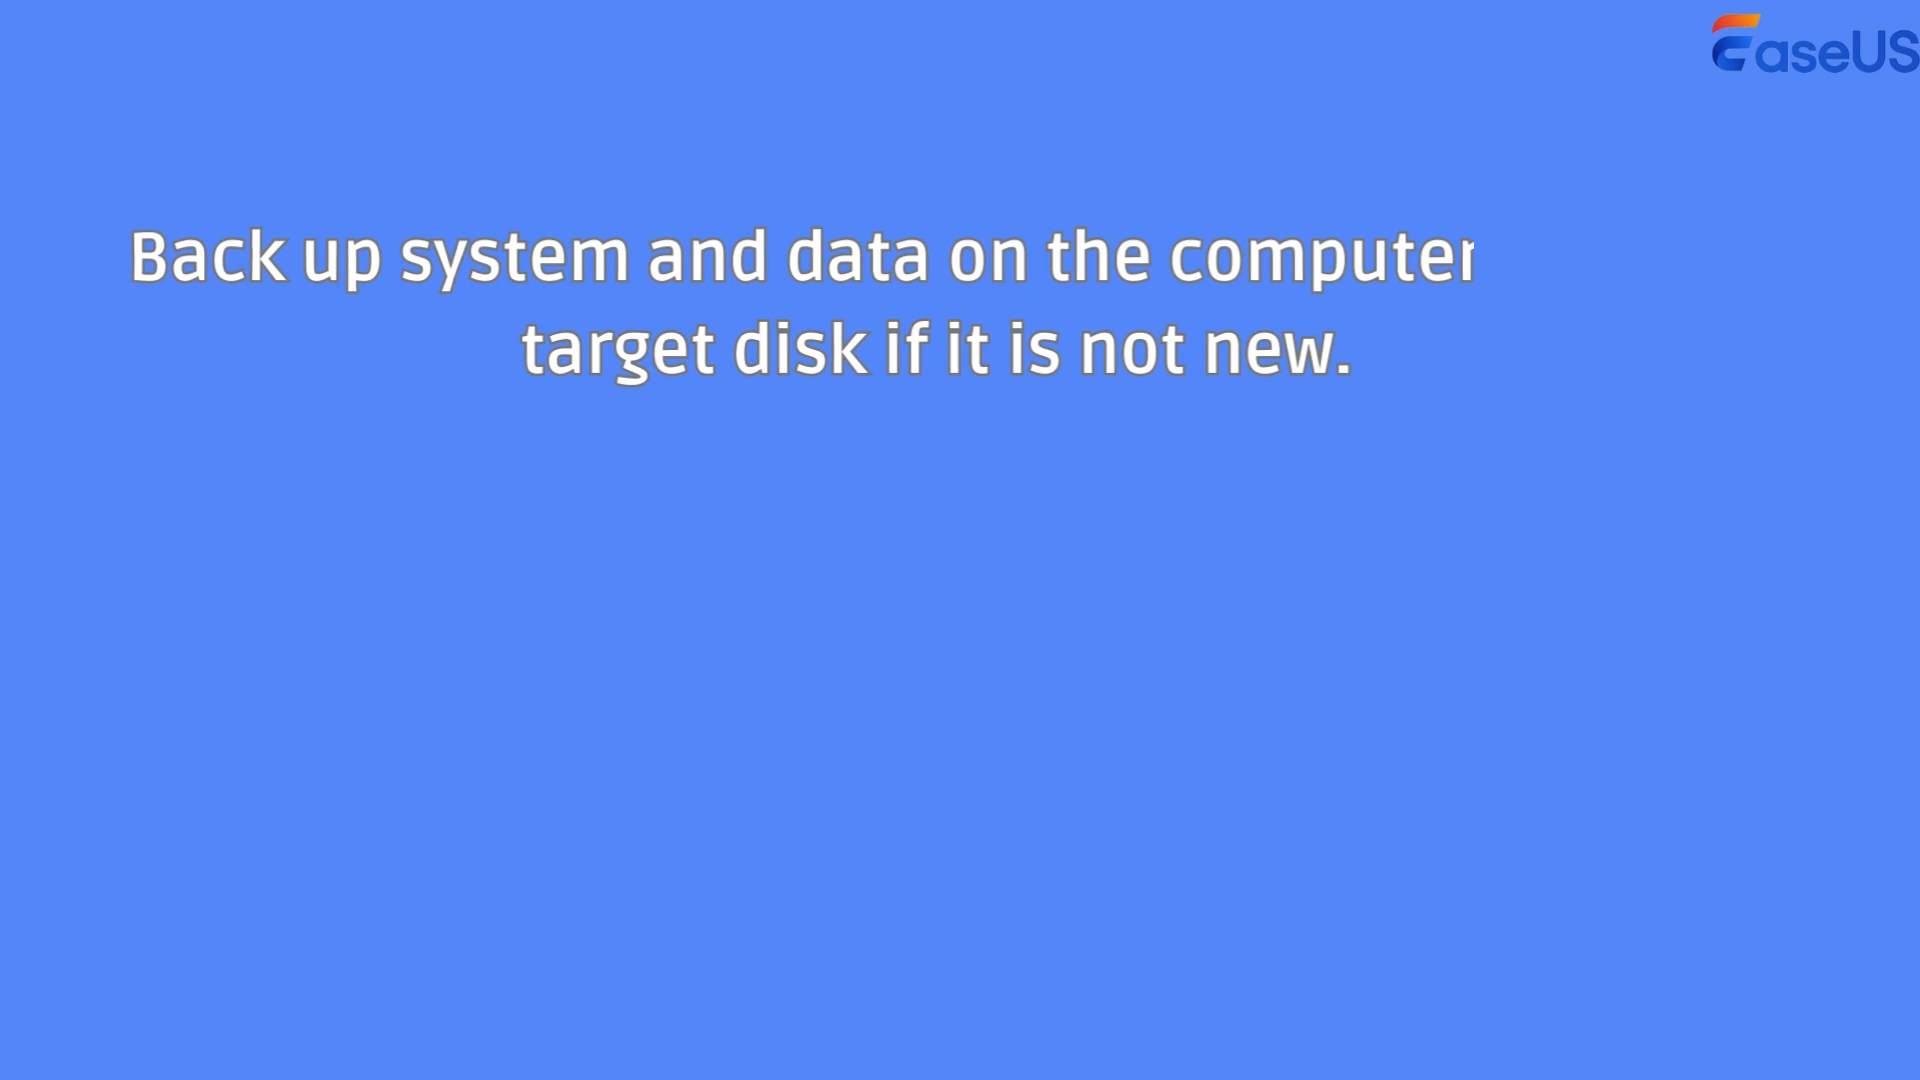 EaseUS
Back up system and data on the computer
target disk if it is not new.